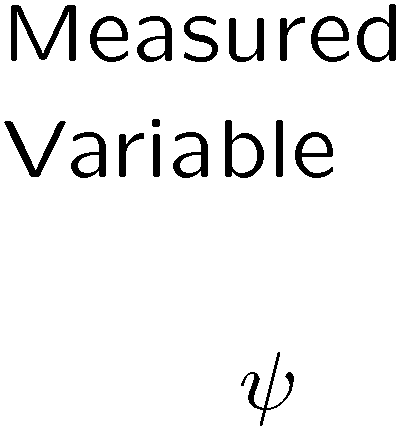 Measured
Variable
ψ